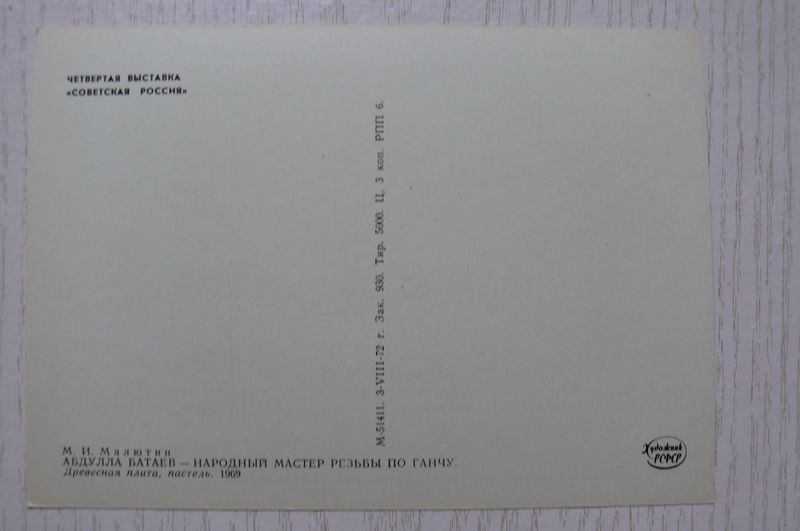 ЧЕТВЕРТАЯ ВЫСТАВКА
«СОВЕТСКАЯ РОССИЯ»
М-51411. 3-VIII-72 г. Зак. 930. Тир. 5000. Ц. 3 коп. РПП 6.
М. И. Малютин
АБДУЛЛА БАТАЕВ — НАРОДНЫЙ МАСТЕР РЕЗЬБЫ ПО ГАНЧУ.
Древесная плита, пастель. 1969
Художник
РСФСР